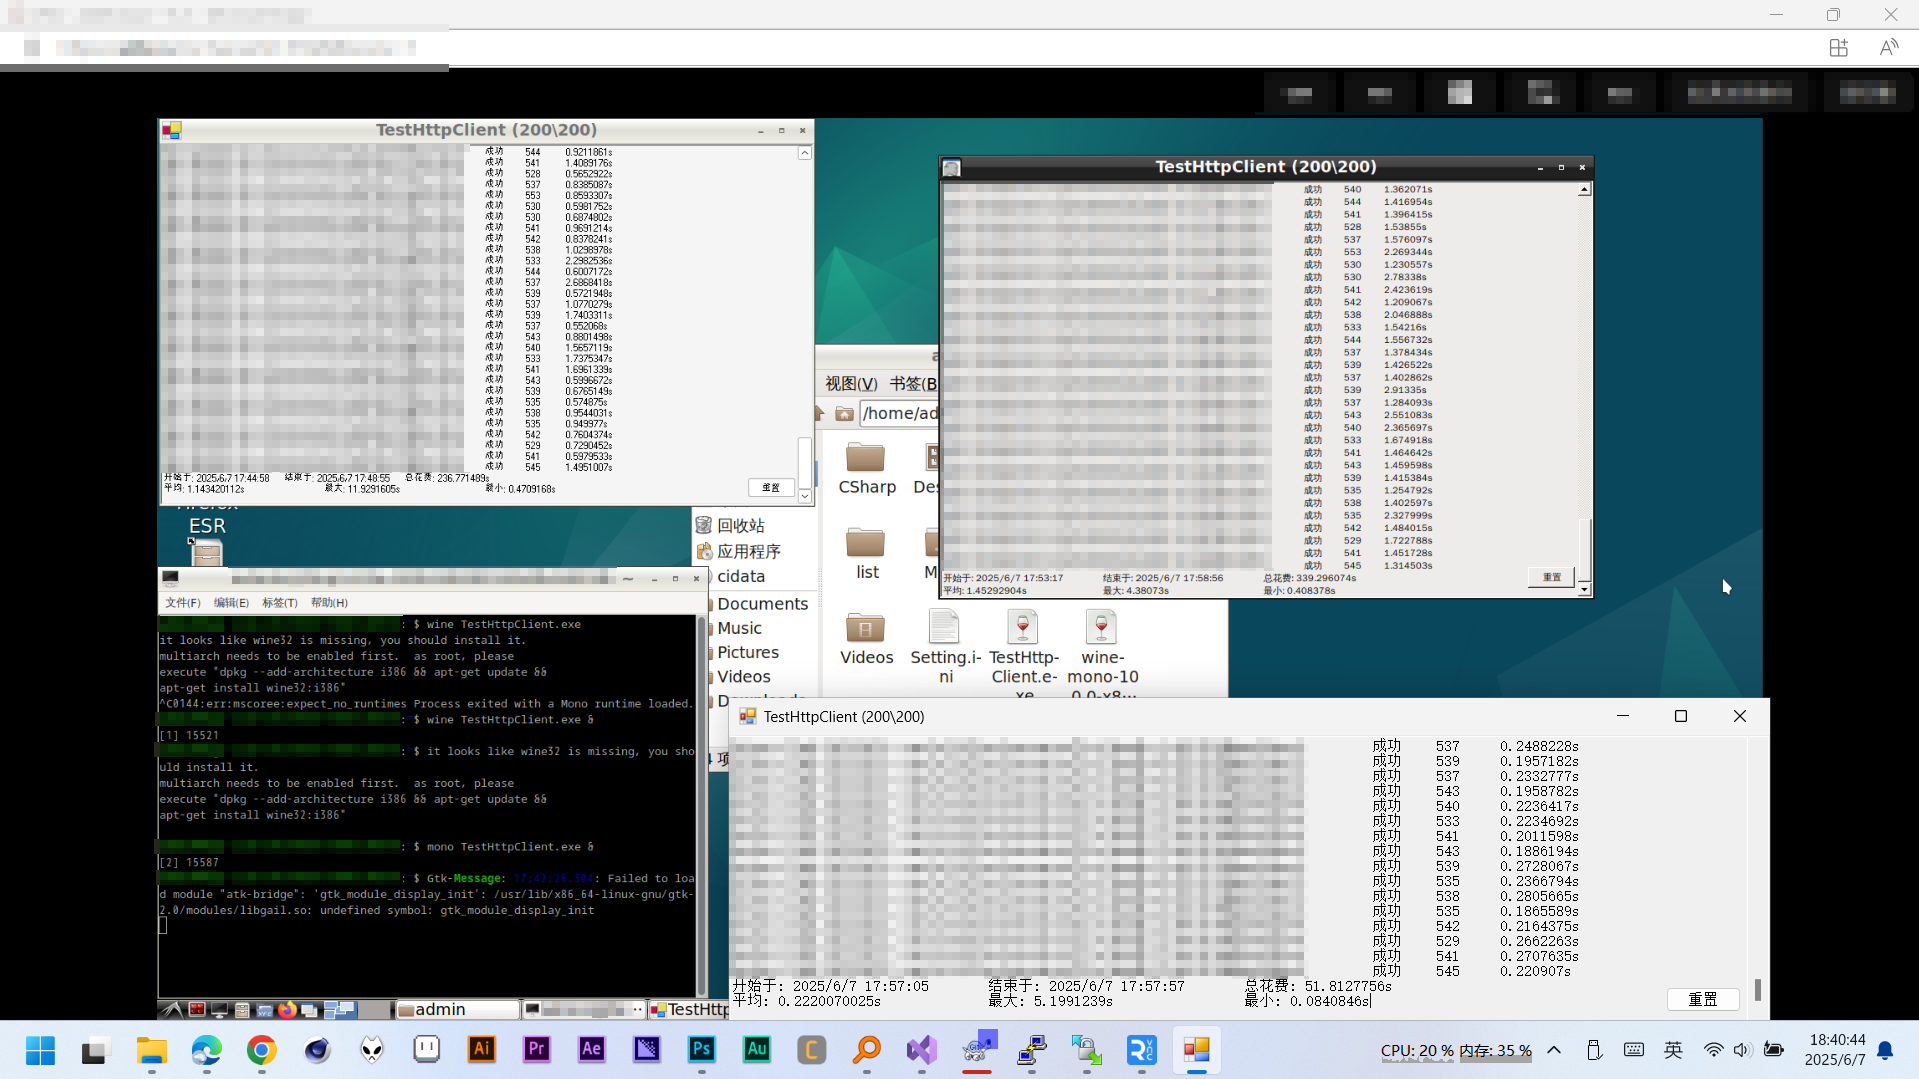 TestHttpClient (200\200)
成功 544 0.9211861s
成功 541 1.4089176s
成功 528 0.5652922s
成功 537 0.8385087s
成功 553 0.8593307s
成功 530 0.5981752s
成功 530 0.6874802s
成功 541 0.9691214s
成功 542 0.8378241s
成功 538 1.0298978s
成功 533 2.2982536s
成功 544 0.6007172s
成功 537 2.6868418s
成功 539 0.5721948s
成功 537 1.0770279s
成功 539 1.7403311s
成功 537 0.552068s
成功 543 0.8801498s
成功 540 1.5657119s
成功 533 1.7375347s
成功 541 1.6961339s
成功 543 0.5996672s
成功 539 0.6765149s
成功 535 0.574875s
成功 538 0.9544031s
成功 535 0.949977s
成功 542 0.7604374s
成功 529 0.7290452s
成功 541 0.5979533s
成功 545 1.4951007s
开始于: 2025/6/7 17:44:58 结束于: 2025/6/7 17:48:55 总花费: 236.771489s
平均: 1.143420112s 最大: 11.9291605s 最小: 0.4709168s
重置
TestHttpClient (200\200)
成功 540 1.362071s
成功 544 1.416954s
成功 541 1.396415s
成功 528 1.53855s
成功 537 1.576097s
成功 553 2.269344s
成功 530 1.230557s
成功 530 2.78338s
成功 541 2.423619s
成功 542 1.209067s
成功 538 2.046888s
成功 533 1.54216s
成功 544 1.556732s
成功 537 1.378434s
成功 539 1.426522s
成功 537 1.402862s
成功 539 2.91335s
成功 537 1.284093s
成功 543 2.551083s
成功 540 2.365697s
成功 533 1.674918s
成功 541 1.464642s
成功 543 1.459598s
成功 539 1.415384s
成功 535 1.254792s
成功 538 1.402597s
成功 535 2.327999s
成功 542 1.484015s
成功 529 1.722788s
成功 541 1.451728s
成功 545 1.314503s
开始于: 2025/6/7 17:53:17 结束于: 2025/6/7 17:58:56 总花费: 339.296074s
平均: 1.45292904s 最大: 4.38073s 最小: 0.408378s
重置
视图(V) 书签(B
/home/ad
CSharp
list
Videos
Setting.i-
ni
TestHttp-
Client.e-
xe
wine-
mono-10
回收站
应用程序
cidata
Documents
Music
Pictures
Videos
ESR
文件(F) 编辑(E) 标签(T) 帮助(H)
: $ wine TestHttpClient.exe
it looks like wine32 is missing, you should install it.
multiarch needs to be enabled first.  as root, please
execute "dpkg --add-architecture i386 && apt-get update &&
apt-get install wine32:i386"
^C0144:err:mscoree:expect_no_runtimes Process exited with a Mono runtime loaded.
: $ wine TestHttpClient.exe &
[1] 15521
: $ it looks like wine32 is missing, you sho
uld install it.
multiarch needs to be enabled first.  as root, please
execute "dpkg --add-architecture i386 && apt-get update &&
apt-get install wine32:i386"
: $ mono TestHttpClient.exe &
[2] 15587
: $ Gtk-Message: : Failed to loa
d module "atk-bridge": 'gtk_module_display_init': /usr/lib/x86_64-linux-gnu/gtk-
2.0/modules/libgail.so: undefined symbol: gtk_module_display_init
admin
TestHttp
TestHttpClient (200\200)
成功 537 0.2488228s
成功 539 0.1957182s
成功 537 0.2332777s
成功 543 0.1958782s
成功 540 0.2236417s
成功 533 0.2234692s
成功 541 0.2011598s
成功 543 0.1886194s
成功 539 0.2728067s
成功 535 0.2366794s
成功 538 0.2805665s
成功 535 0.1865589s
成功 542 0.2164375s
成功 529 0.2662263s
成功 541 0.2707635s
成功 545 0.220907s
开始于: 2025/6/7 17:57:05 结束于: 2025/6/7 17:57:57 总花费: 51.8127756s
平均: 0.2220070025s 最大: 5.1991239s 最小: 0.0840846s
重置
Ai Pr Ae Ps Au C
CPU: 20 % 内存: 35 %
英
18:40:44
2025/6/7